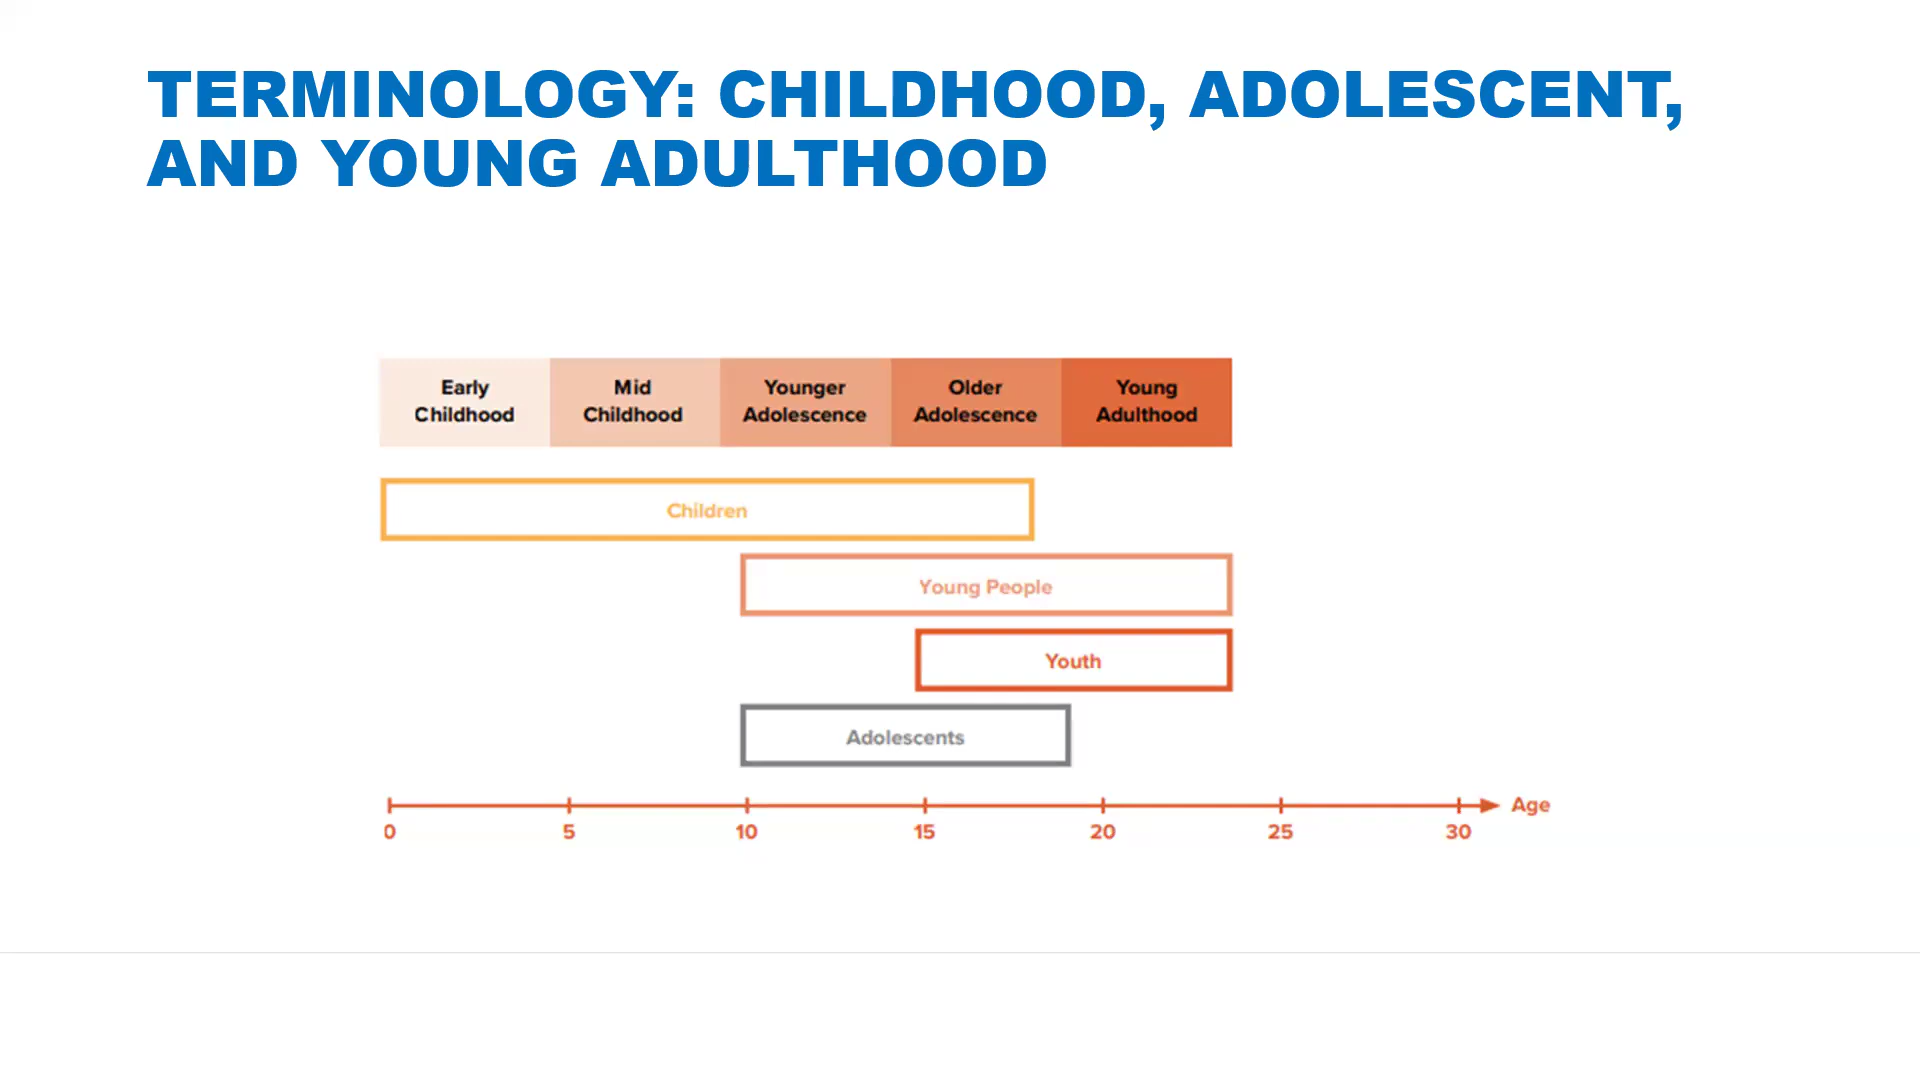 TERMINOLOGY: CHILDHOOD, ADOLESCENT,
AND YOUNG ADULTHOOD
Early
Childhood
Mid
Childhood
Younger
Adolescence
Older
Adolescence
Young
Adulthood
Children
Young People
Youth
Adolescents
Age
0 5 10 15 20 25 30